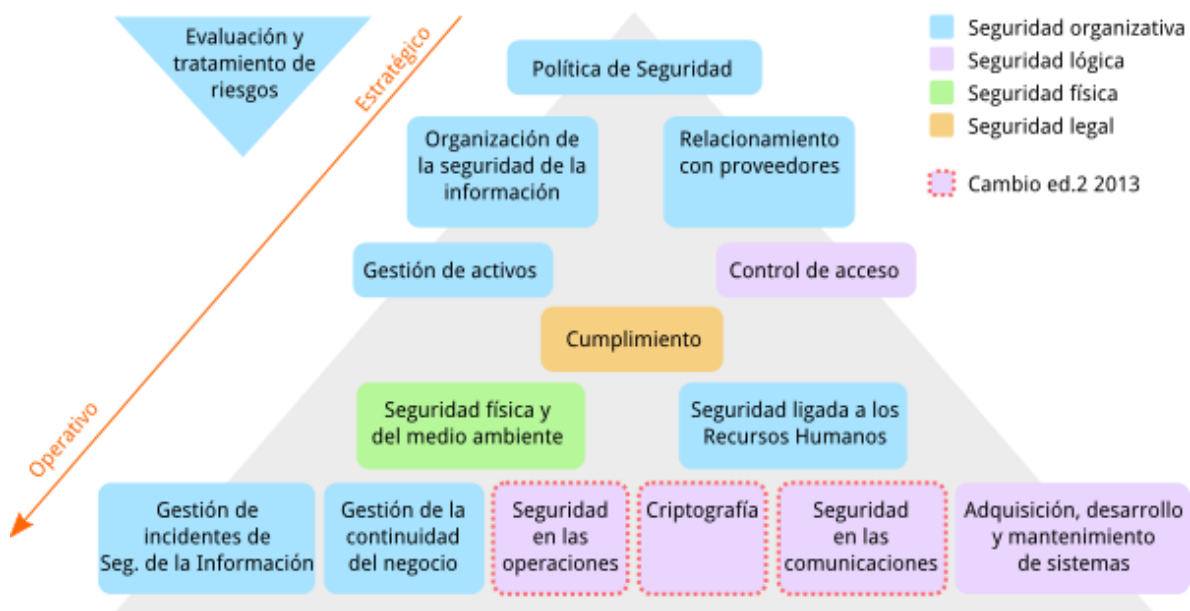 Evaluación y
tratamiento de
riesgos
Estratégico
Operativo
Política de Seguridad
Organización de
la seguridad de la
información
Relacionamiento
con proveedores
Gestión de activos
Control de acceso
Cumplimiento
Seguridad física y
del medio ambiente
Seguridad ligada a los
Recursos Humanos
Gestión de
incidentes de
Seg. de la Información
Gestión de la
continuidad
del negocio
Seguridad
en las
operaciones
Criptografía
Seguridad
en las
comunicaciones
Adquisición, desarrollo
y mantenimiento
de sistemas
Seguridad organizativa
Seguridad lógica
Seguridad física
Seguridad legal
Cambio ed.2 2013